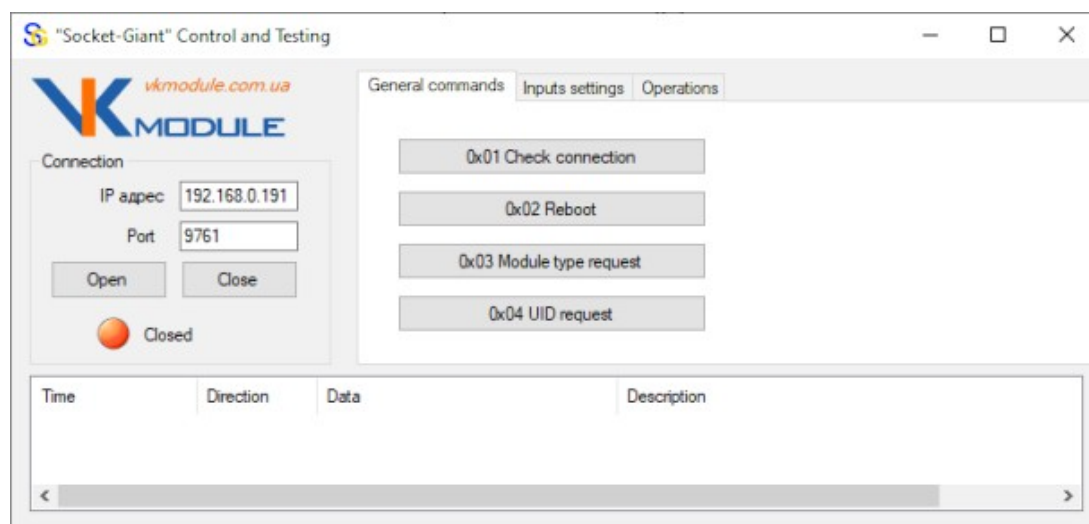 "Socket-Giant" Control and Testing
vkmodule.com.ua
VK MODULE
Connection
IP адрес 192.168.0.191
Port 9761
Open Close
Closed
General commands Inputs settings Operations
0x01 Check connection
0x02 Reboot
0x03 Module type request
0x04 UID request
Time Direction Data Description